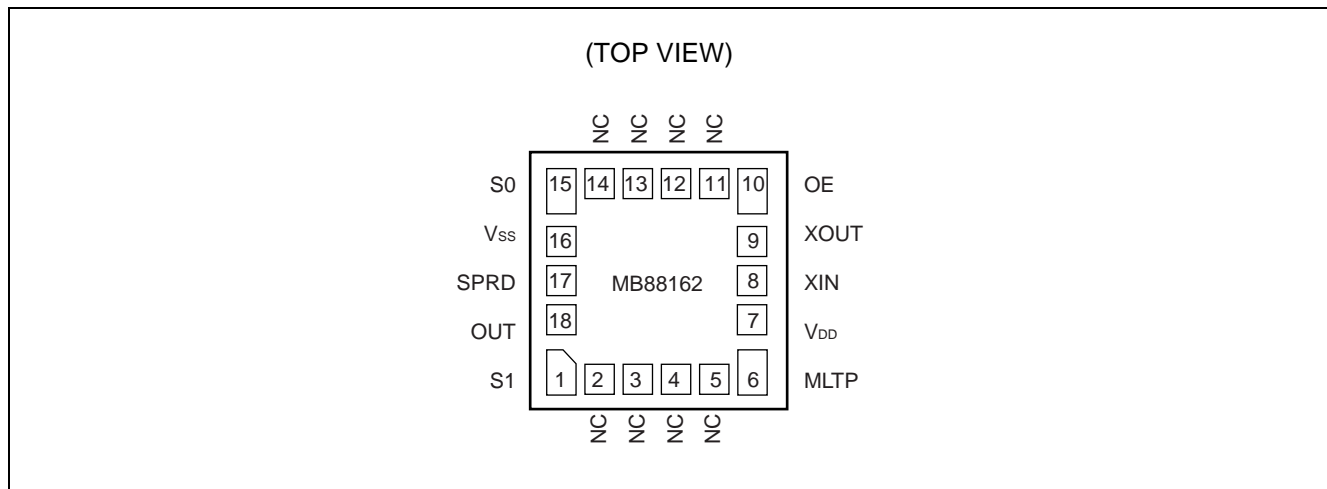 (TOP VIEW)
NC NC NC NC
S0 15 14 13 12 11 10 OE
VSS 16 9 XOUT
SPRD 17 MB88162 8 XIN
OUT 18 7 VDD
S1 1 2 3 4 5 6 MLTP
NC NC NC NC